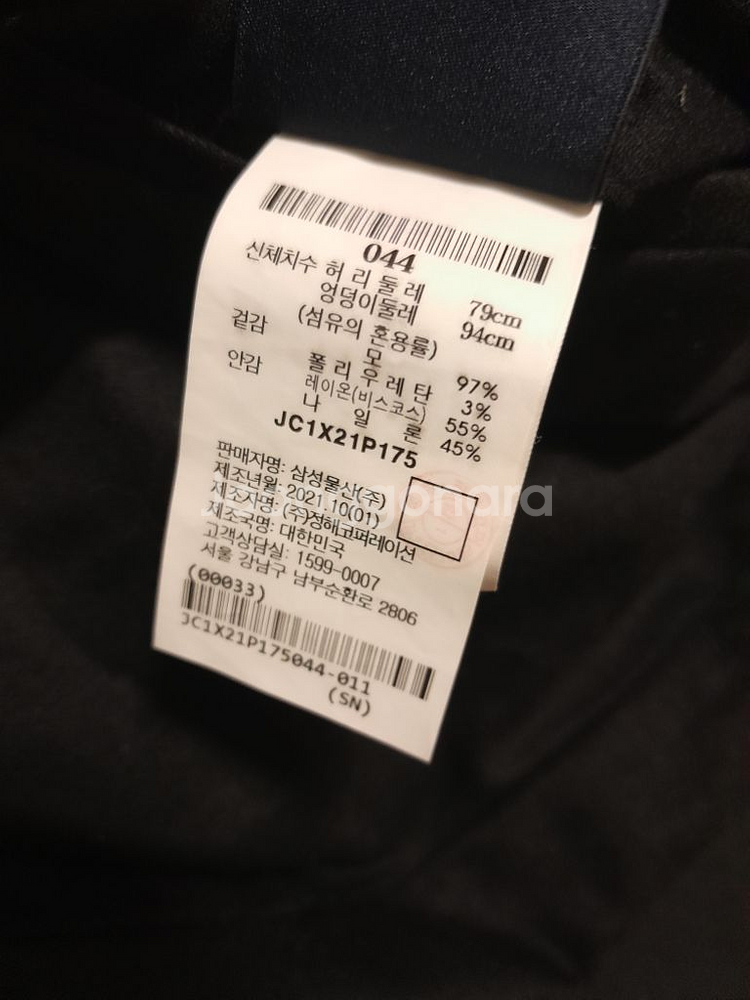 044
신체치수 허 리 둘 레 79cm
엉덩이둘레 94cm
(섬유의 혼용률)
겉감 모 97%
폴 리 우 레 탄 3%
안감 레이온(비스코스) 55%
나 일 론 45%
JC1X21P175
판매자명: 삼성물산(주)
제조년월: 2021.10(01)
제조자명: (주)정해코퍼레이션
제조국명: 대한민국
고객상담실: 1599-0007
서울 강남구 남부순환로 2806
(00033)
JC1X21P175044-011
(SN)